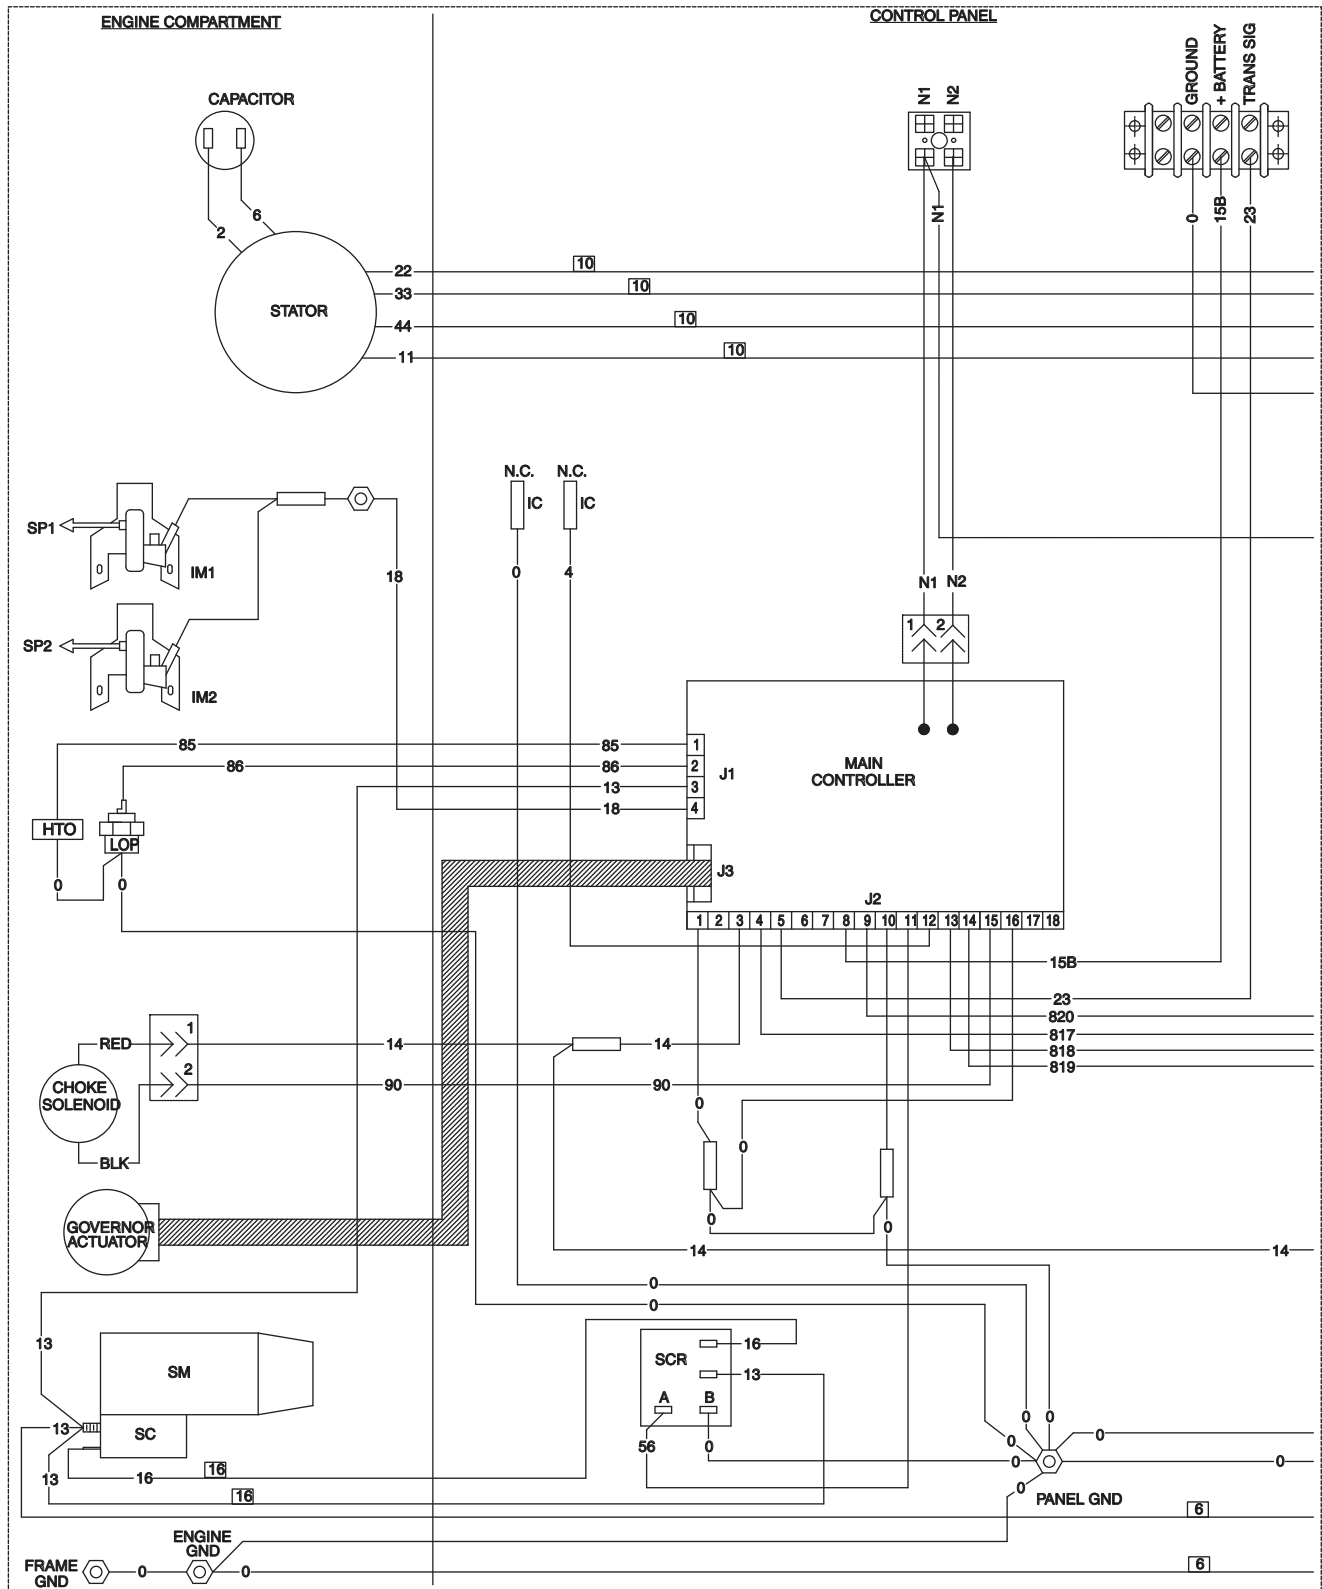 ENGINE COMPARTMENT
CONTROL PANEL
CAPACITOR
N1
N2
GROUND
+ BATTERY
TRANS SIG
2
6
N1
0
15B
23
STATOR
22
10
33
10
44
10
11
10
N.C.
N.C.
IC
IC
SP1
IM1
18
0
4
N1
N2
1
2
SP2
IM2
85
85
1
86
86
2
J1
13
3
18
4
MAIN
CONTROLLER
HTO
LOP
0
0
J3
J2
1
2
3
4
5
6
7
8
9
10
11
12
13
14
15
16
17
18
15B
23
820
817
818
819
RED
1
14
14
2
90
90
CHOKE
SOLENOID
BLK
0
0
0
0
GOVERNOR
ACTUATOR
14
14
0
0
13
SM
SCR
16
13
A
B
13
SC
56
0
0
0
0
0
0
0
0
PANEL GND
13
16
16
16
6
ENGINE
GND
FRAME
GND
0
0
6